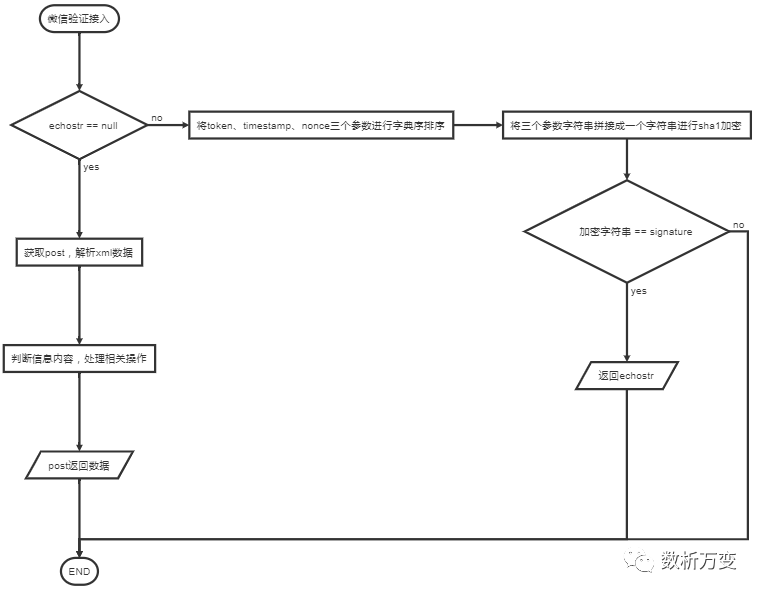 微信验证接入
echostr == null
no
将token、timestamp、nonce三个参数进行字典序排序
将三个参数字符串拼接成一个字符串进行sha1加密
yes
加密字符串 == signature
no
获取post，解析xml数据
yes
判断信息内容，处理相关操作
返回echostr
post返回数据
END
数析万变